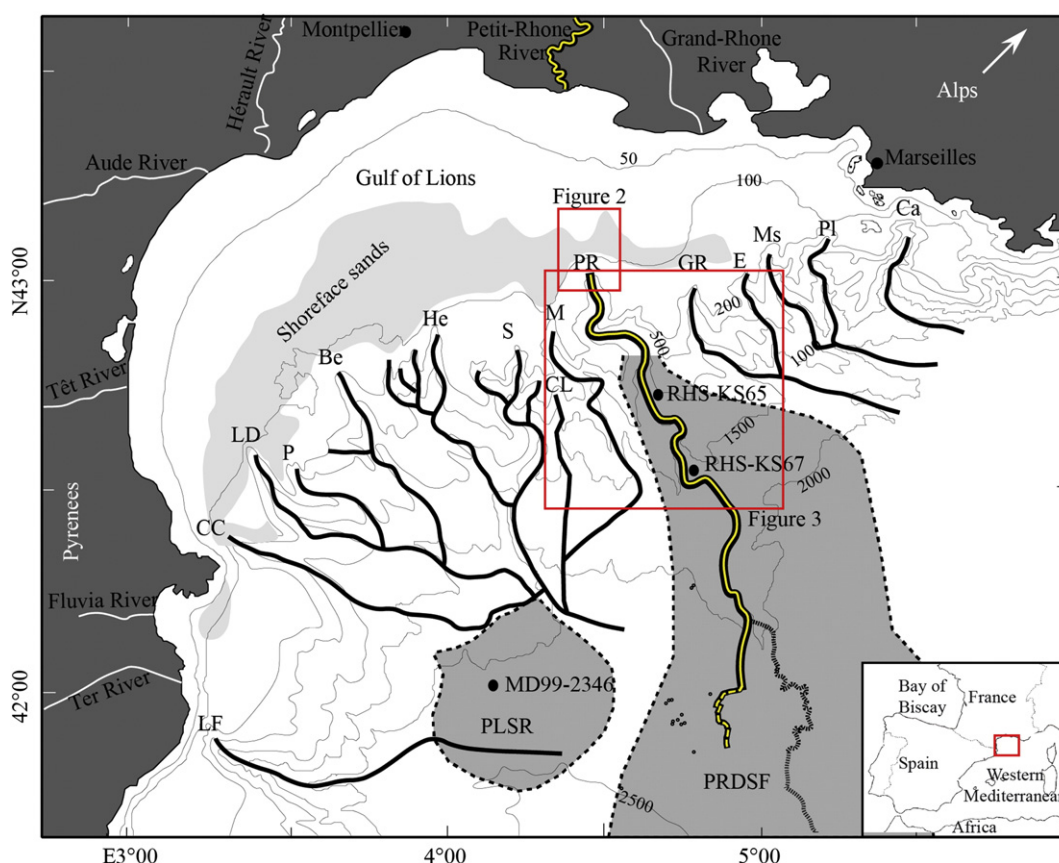 Montpellier
Petit-Rhone
River
Grand-Rhone
River
Alps
Hérault River
Aude River
Marseilles
50
100
Gulf of Lions
Figure 2
Ca
Pl
Ms
N43°00'
PR
GR
E
Shoreface sands
200
He
S
M
500
100
Be
Têt River
CL
RHS-KS65
1500
LD
P
RHS-KS67
2000
Figure 3
CC
Pyrenees
Fluvia River
Ter River
42°00'
MD99-2346
PLSR
LF
PRDSF
2500
Bay of
Biscay
France
Spain
Western
Mediterranean
Africa
E3°00'
4°00'
5°00'